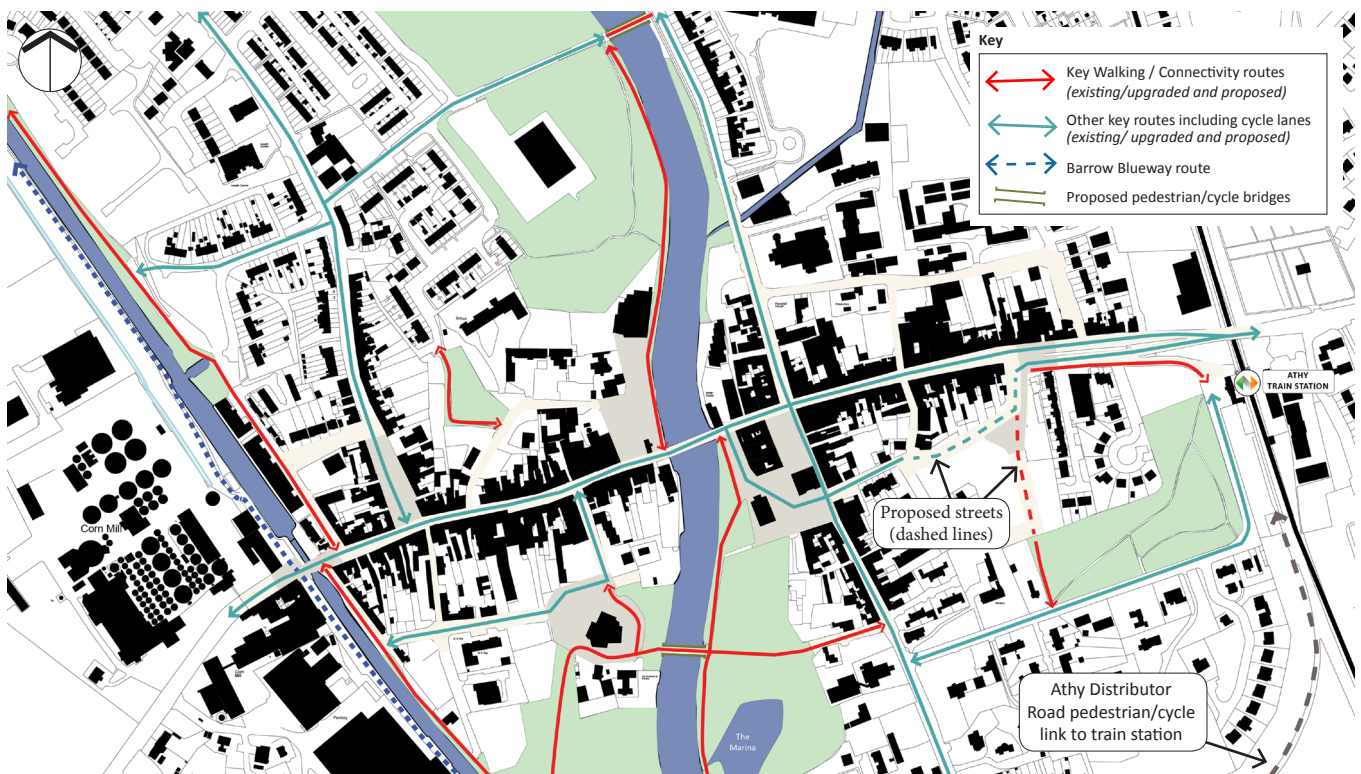 Key
Key Walking / Connectivity routes
(existing/upgraded and proposed)
Other key routes including cycle lanes
(existing/ upgraded and proposed)
Barrow Blueway route
Proposed pedestrian/cycle bridges
ATHY
TRAIN STATION
Corn Mill
Proposed streets
(dashed lines)
The
Marina
Athy Distributor
Road pedestrian/cycle
link to train station